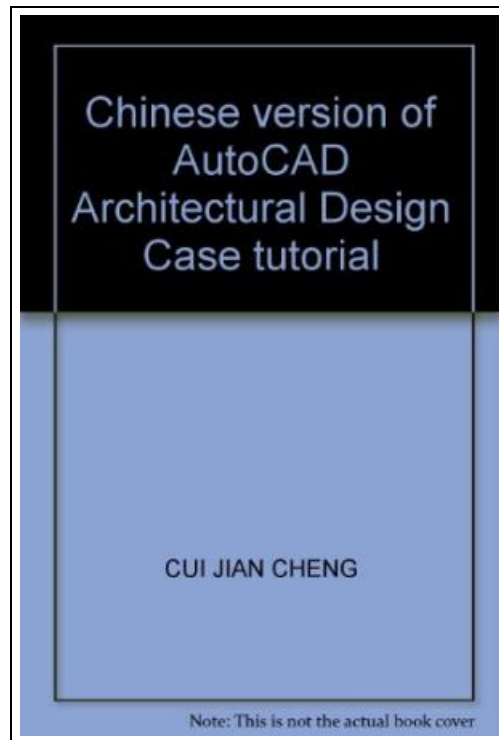 Chinese version of
AutoCAD
Architectural Design
Case tutorial
CUI JIAN CHENG
Note: This is not the actual book cover